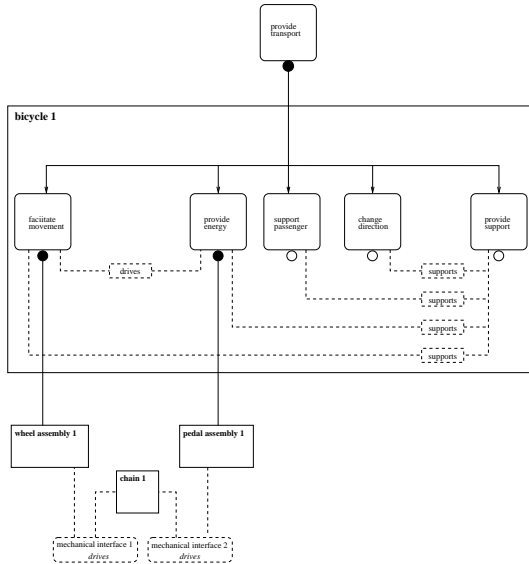 provide
transport
bicycle 1
faciitate
movement
provide
energy
support
passenger
change
direction
provide
support
drives
supports
supports
supports
supports
wheel assembly 1
pedal assembly 1
chain 1
mechanical interface 1
drives
mechanical interface 2
drives